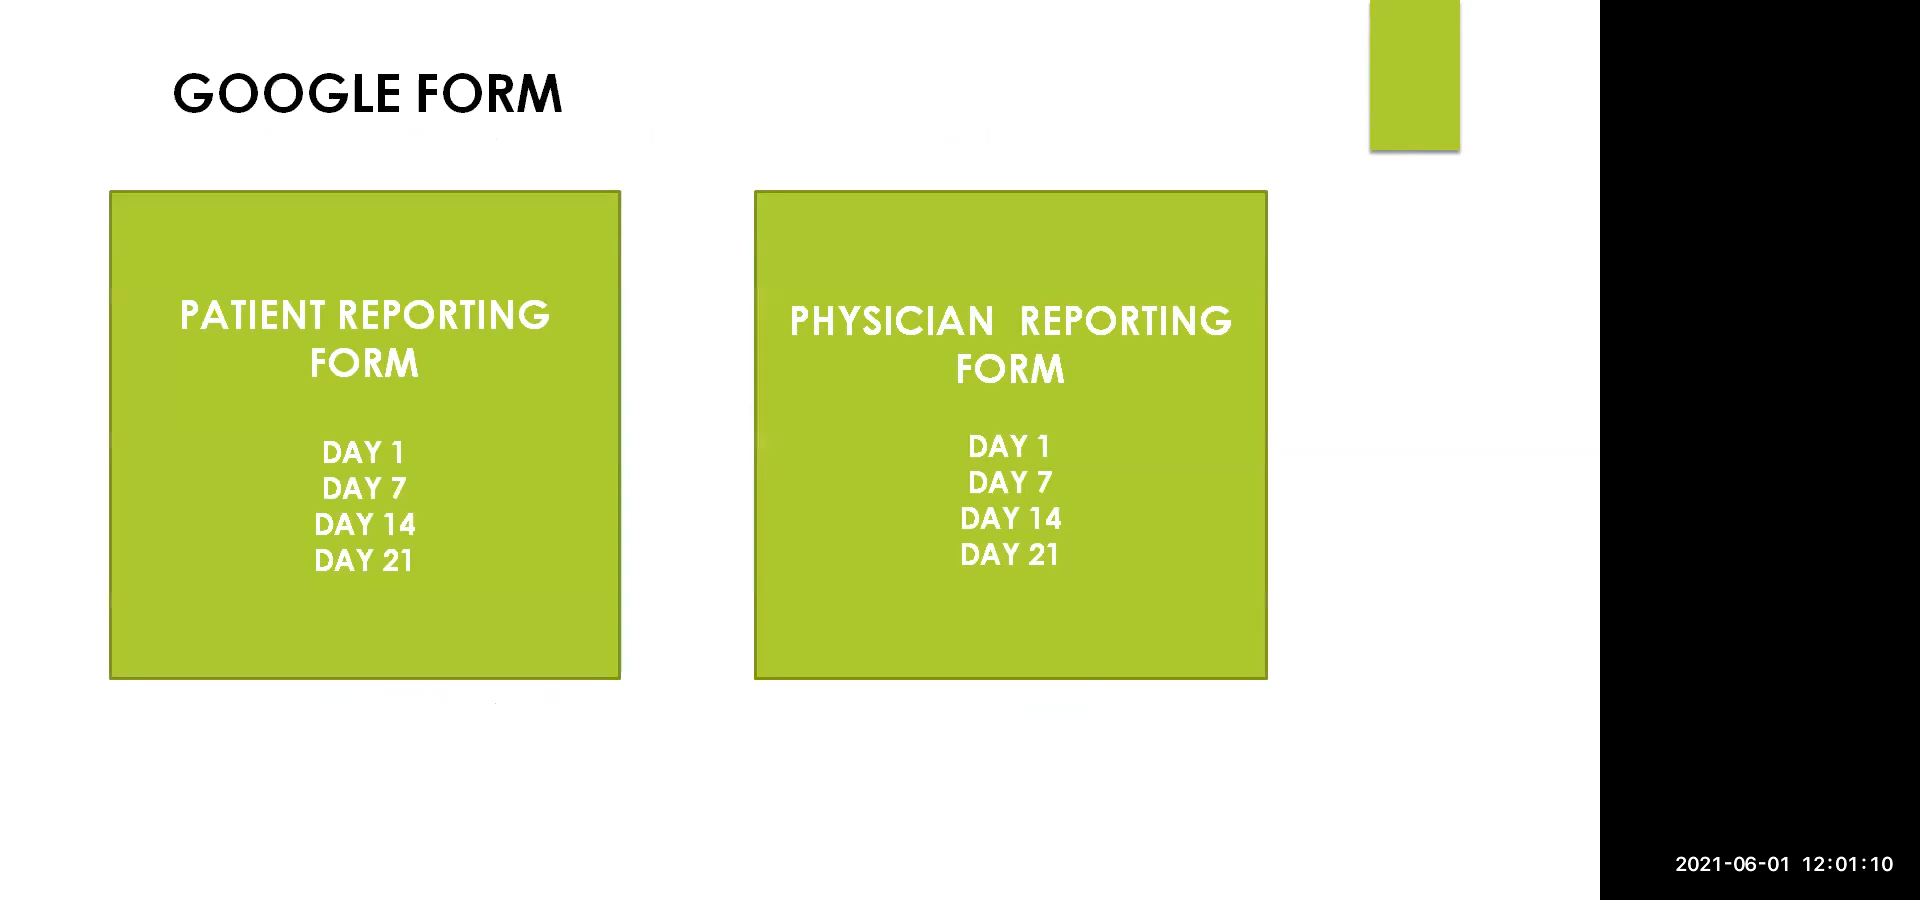 GOOGLE FORM
PATIENT REPORTING
FORM
DAY 1
DAY 7
DAY 14
DAY 21
PHYSICIAN  REPORTING
FORM
DAY 1
DAY 7
DAY 14
DAY 21
2021-06-01 12:01:10